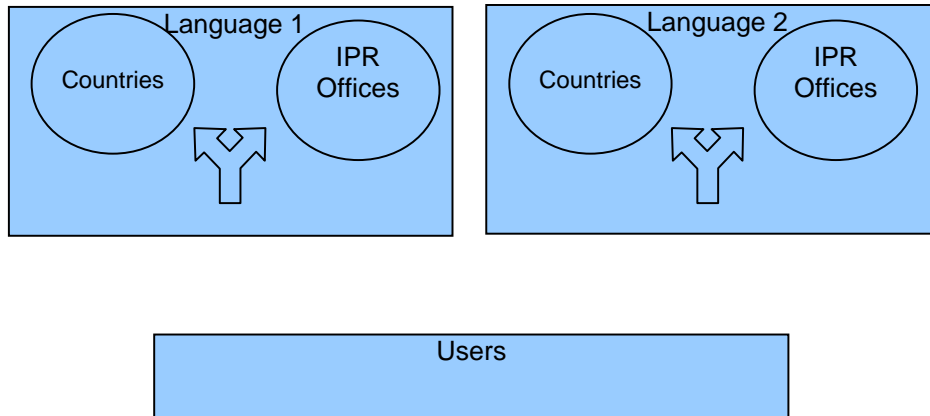 Language 1
Countries
IPR
Offices
Language 2
Countries
IPR
Offices
Users